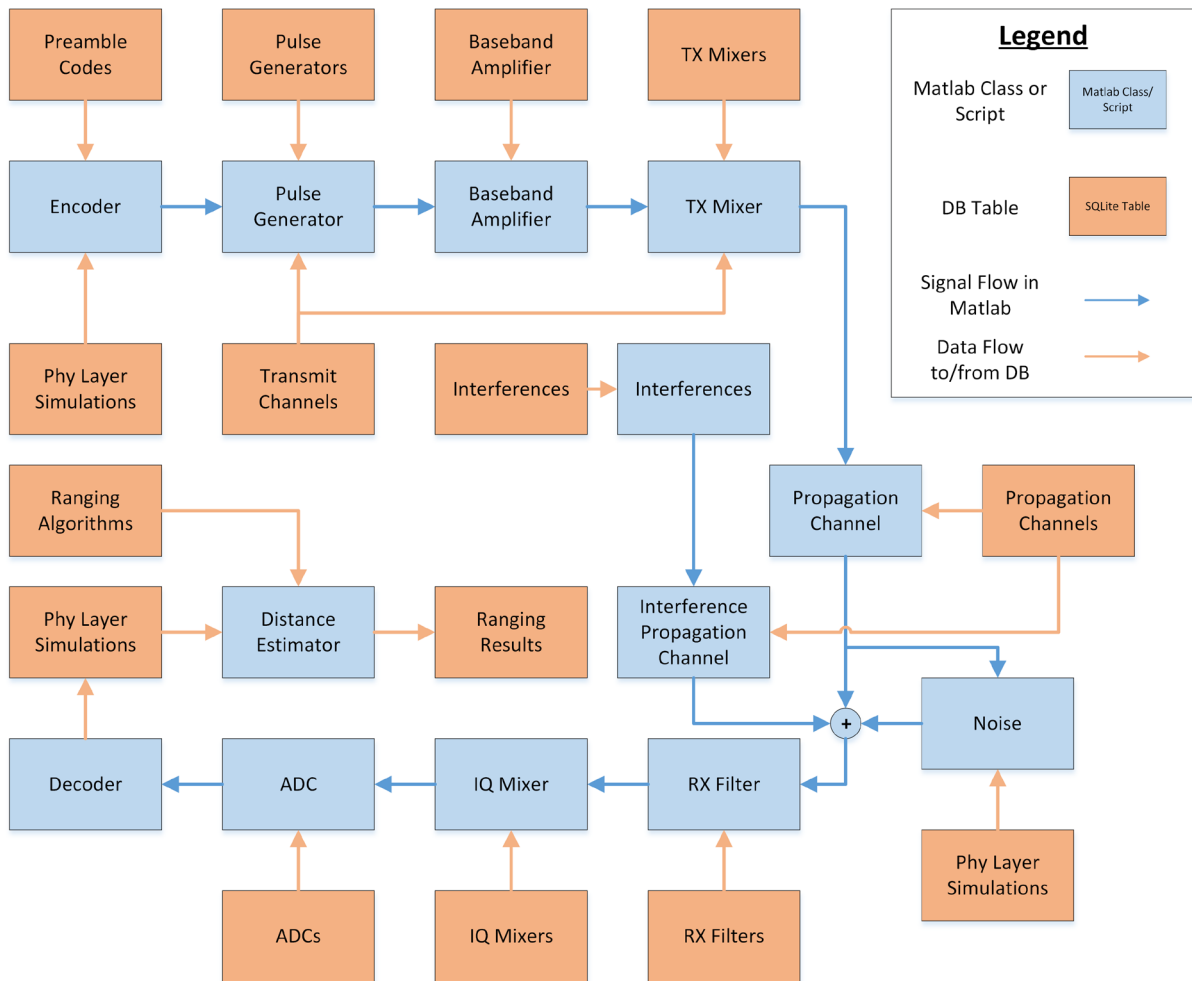 Preamble
Codes
Pulse
Generators
Baseband
Amplifier
TX Mixers
Legend
Matlab Class or
Script
Matlab Class/
Script
DB Table
SQLite Table
Signal Flow in
Matlab
Data Flow
to/from DB
Encoder
Pulse
Generator
Baseband
Amplifier
TX Mixer
Phy Layer
Simulations
Transmit
Channels
Interferences
Interferences
Ranging
Algorithms
Propagation
Channel
Propagation
Channels
Phy Layer
Simulations
Distance
Estimator
Ranging
Results
Interference
Propagation
Channel
+
Noise
Decoder
ADC
IQ Mixer
RX Filter
Phy Layer
Simulations
ADCs
IQ Mixers
RX Filters